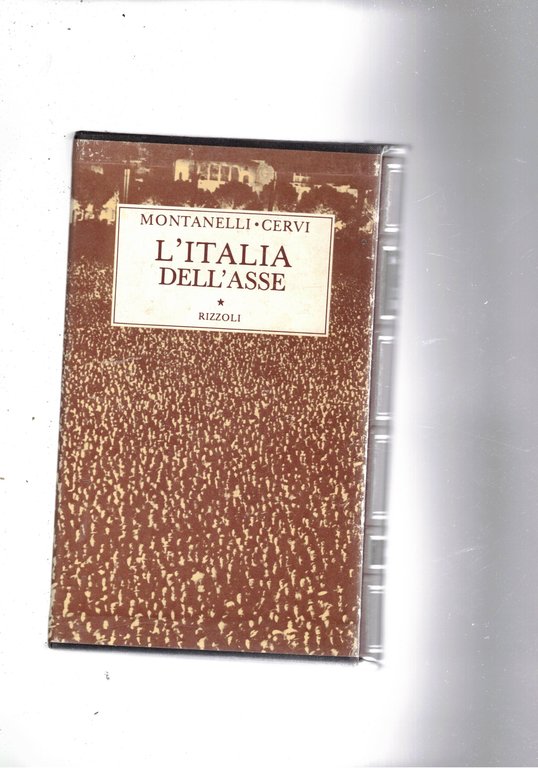 MONTANELLI • CERVI
L'ITALIA
DELL'ASSE
★
RIZZOLI